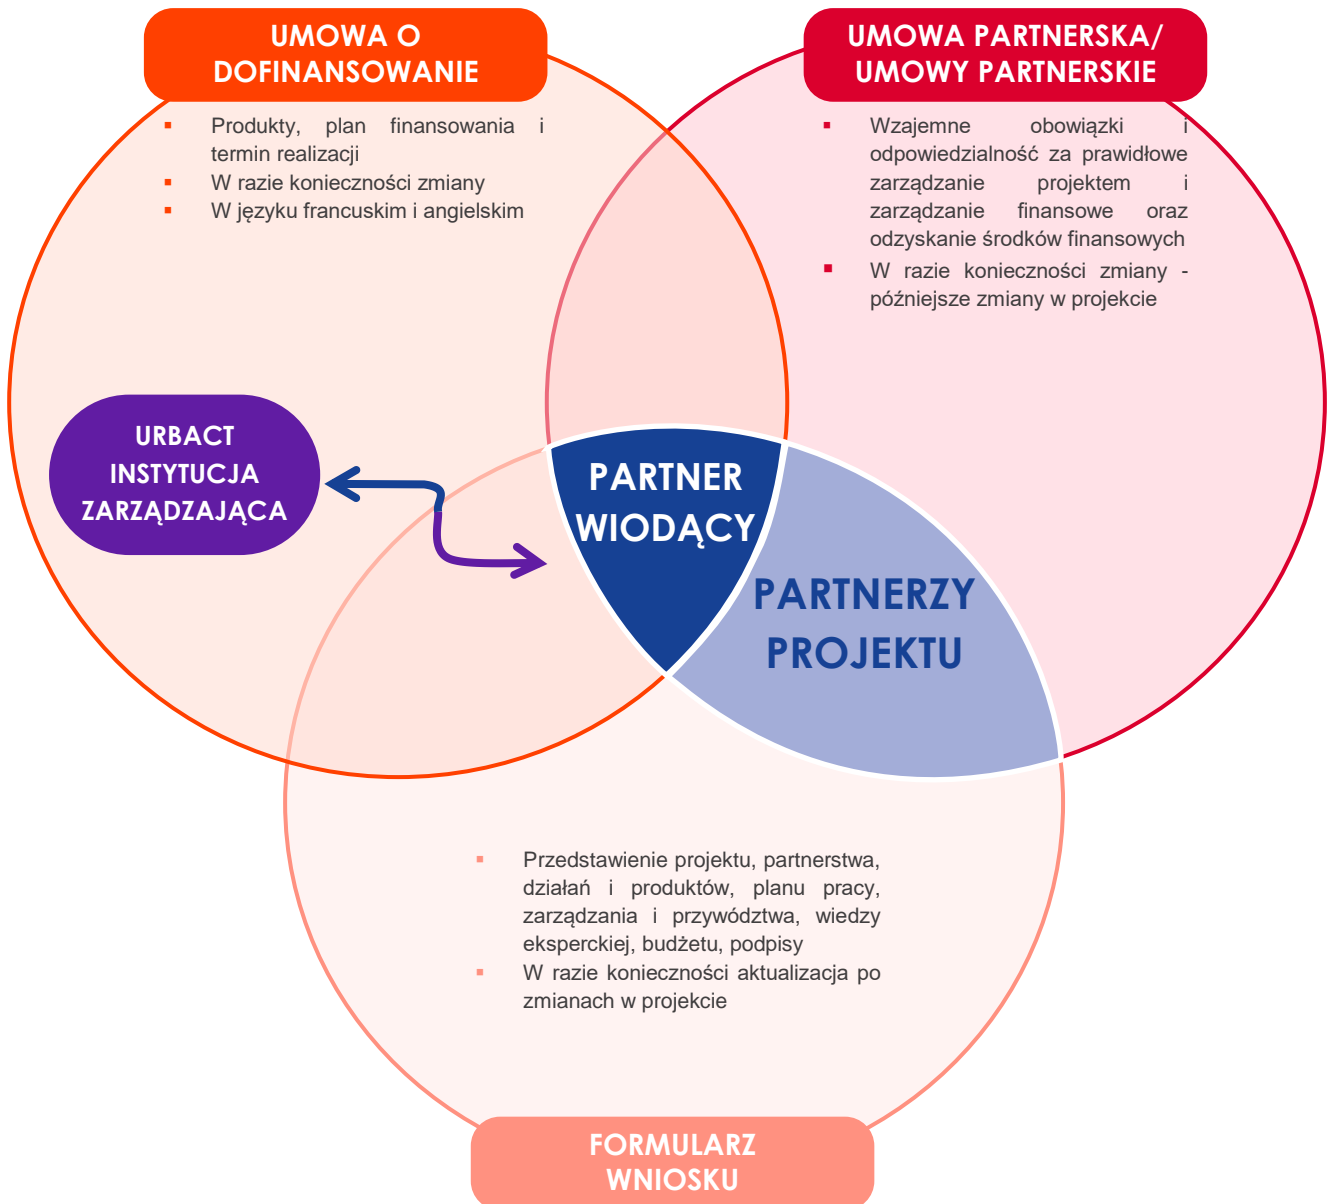 UMOWA O
DOFINANSOWANIE
▪ Produkty, plan finansowania i
termin realizacji
▪ W razie konieczności zmiany
▪ W języku francuskim i angielskim
UMOWA PARTNERSKA/
UMOWY PARTNERSKIE
▪ Wzajemne obowiązki i
odpowiedzialność za prawidłowe
zarządzanie projektem i
zarządzanie finansowe oraz
odzyskanie środków finansowych
▪ W razie konieczności zmiany -
późniejsze zmiany w projekcie
URBACT
INSTYTUCJA
ZARZĄDZAJĄCA
PARTNER
WIODĄCY
PARTNERZY
PROJEKTU
▪ Przedstawienie projektu, partnerstwa,
działań i produktów, planu pracy,
zarządzania i przywództwa, wiedzy
eksperckiej, budżetu, podpisy
▪ W razie konieczności aktualizacja po
zmianach w projekcie
FORMULARZ
WNIOSKU